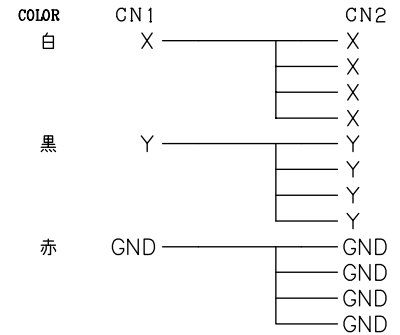 COLOR CN1 CN2
白 X X
X
X
X
黒 Y Y
Y
Y
Y
赤 GND GND
GND
GND
GND